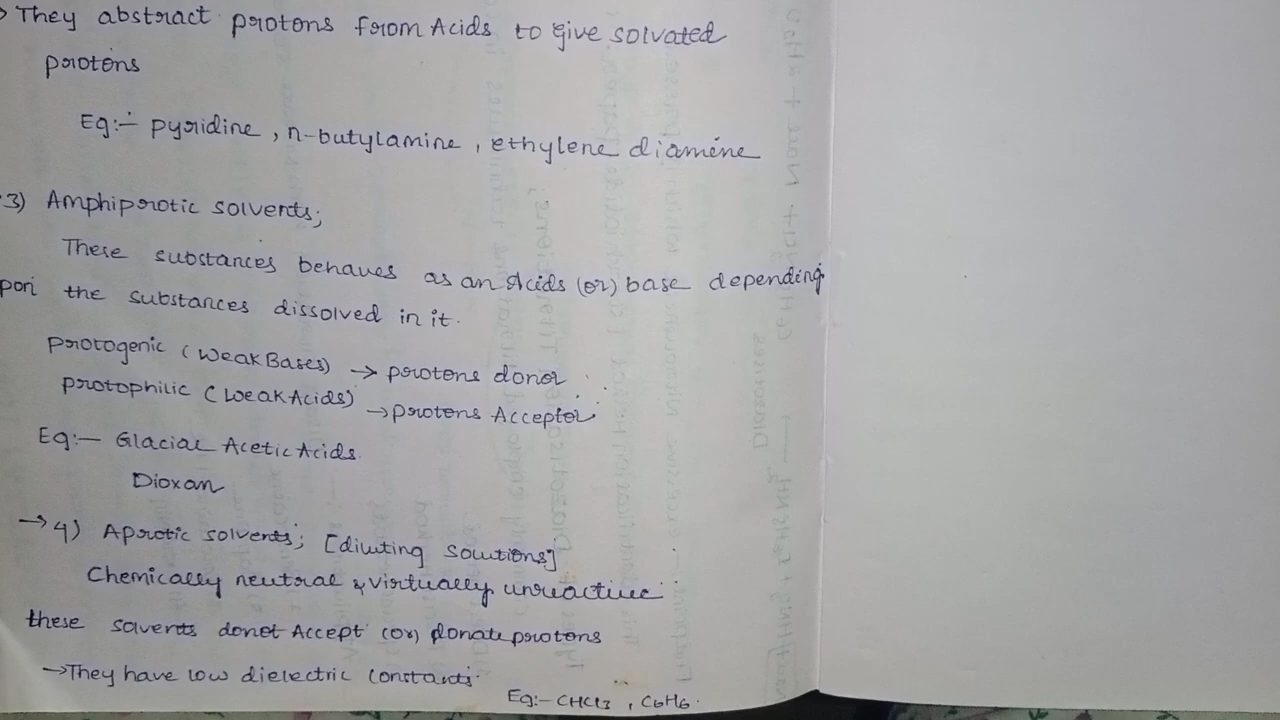 They abstract protons from Acids to give solvated
protons
Eg:- pyridine, n-butylamine, ethylene diamine
3) Amphiprotic solvents;
These substances behaves as an Acids (or) base depending
pon the substances dissolved in it.
protogenic (Weak Bases) → protons donor
protophilic (Weak Acids) → protons Acceptor
Eg:- Glacial Acetic Acids.
Dioxan
→ 4) Aprotic solvents; [diluting solutions]
Chemically neutral & virtually unreactive
these solvents donot Accept (or) donate protons
→ They have low dielectric constants.
Eg:- CHCl3, C6H6.